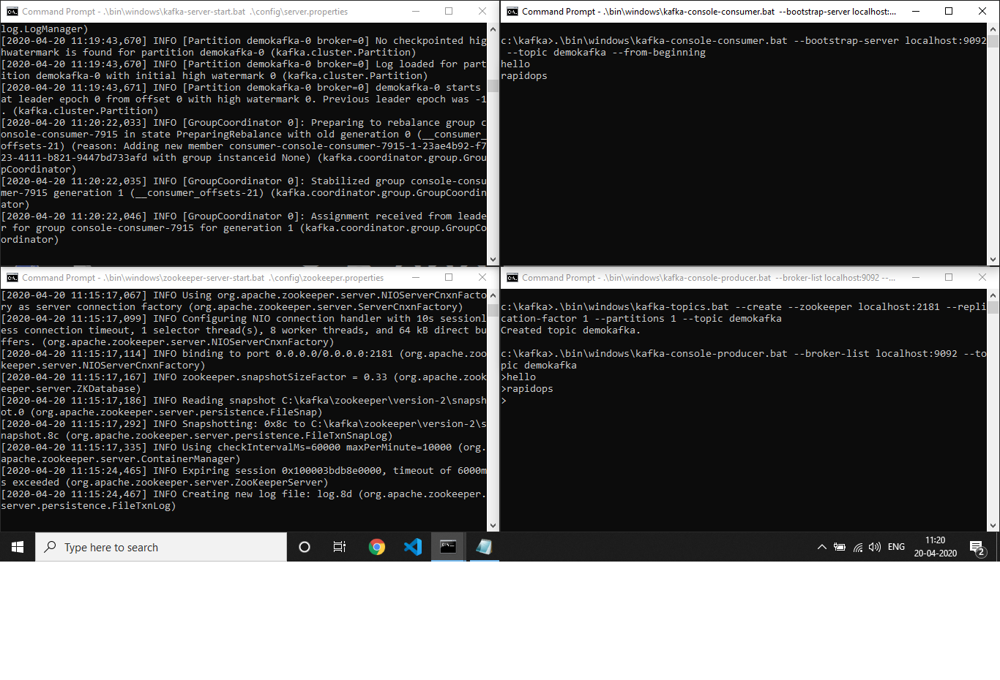 Command Prompt - .\bin\windows\kafka-server-start.bat .\config\server.properties
log.LogManager)
[2020-04-20 11:19:43,670] INFO [Partition demokafka-0 broker=0] No checkpointed hig
hwatermark is found for partition demokafka-0 (kafka.cluster.Partition)
[2020-04-20 11:19:43,670] INFO [Partition demokafka-0 broker=0] Log loaded for part
ition demokafka-0 with initial high watermark 0 (kafka.cluster.Partition)
[2020-04-20 11:19:43,671] INFO [Partition demokafka-0 broker=0] demokafka-0 starts
at leader epoch 0 from offset 0 with high watermark 0. Previous leader epoch was -1
. (kafka.cluster.Partition)
[2020-04-20 11:20:22,033] INFO [GroupCoordinator 0]: Preparing to rebalance group c
onsole-consumer-7915 in state PreparingRebalance with old generation 0 (__consumer_
offsets-21) (reason: Adding new member consumer-console-consumer-7915-1-23ae4b92-f7
23-4111-b821-9447bd733afd with group instanceid None) (kafka.coordinator.group.Grou
pCoordinator)
[2020-04-20 11:20:22,035] INFO [GroupCoordinator 0]: Stabilized group console-consu
mer-7915 generation 1 (__consumer_offsets-21) (kafka.coordinator.group.GroupCoordin
ator)
[2020-04-20 11:20:22,046] INFO [GroupCoordinator 0]: Assignment received from leade
r for group console-consumer-7915 for generation 1 (kafka.coordinator.group.GroupCo
ordinator)
Command Prompt - .\bin\windows\kafka-console-consumer.bat --bootstrap-server localhost:...
c:\kafka>.\bin\windows\kafka-console-consumer.bat --bootstrap-server localhost:9092
--topic demokafka --from-beginning
hello
rapidops
Command Prompt - .\bin\windows\zookeeper-server-start.bat .\config\zookeeper.properties
[2020-04-20 11:15:17,067] INFO Using org.apache.zookeeper.server.NIOServerCnxnFacto
ry as server connection factory (org.apache.zookeeper.server.ServerCnxnFactory)
[2020-04-20 11:15:17,099] INFO Configuring NIO connection handler with 10s sessionl
ess connection timeout, 1 selector thread(s), 8 worker threads, and 64 kB direct bu
ffers. (org.apache.zookeeper.server.NIOServerCnxnFactory)
[2020-04-20 11:15:17,114] INFO binding to port 0.0.0.0/0.0.0.0:2181 (org.apache.zoo
keeper.server.NIOServerCnxnFactory)
[2020-04-20 11:15:17,167] INFO zookeeper.snapshotSizeFactor = 0.33 (org.apache.zook
eeper.server.ZKDatabase)
[2020-04-20 11:15:17,186] INFO Reading snapshot C:\kafka\zookeeper\version-2\snapsh
ot.0 (org.apache.zookeeper.server.persistence.FileSnap)
[2020-04-20 11:15:17,292] INFO Snapshotting: 0x8c to C:\kafka\zookeeper\version-2\s
napshot.8c (org.apache.zookeeper.server.persistence.FileTxnSnapLog)
[2020-04-20 11:15:17,335] INFO Using checkIntervalMs=60000 maxPerMinute=10000 (org.
apache.zookeeper.server.ContainerManager)
[2020-04-20 11:15:24,465] INFO Expiring session 0x100003bdb8e0000, timeout of 6000m
s exceeded (org.apache.zookeeper.server.ZooKeeperServer)
[2020-04-20 11:15:24,467] INFO Creating new log file: log.8d (org.apache.zookeeper.
server.persistence.FileTxnLog)
Command Prompt - .\bin\windows\kafka-console-producer.bat --broker-list localhost:9092 --...
c:\kafka>.\bin\windows\kafka-topics.bat --create --zookeeper localhost:2181 --repli
cation-factor 1 --partitions 1 --topic demokafka
Created topic demokafka.
c:\kafka>.\bin\windows\kafka-console-producer.bat --broker-list localhost:9092 --to
pic demokafka
>hello
>rapidops
>
Type here to search
ENG
11:20
20-04-2020
2